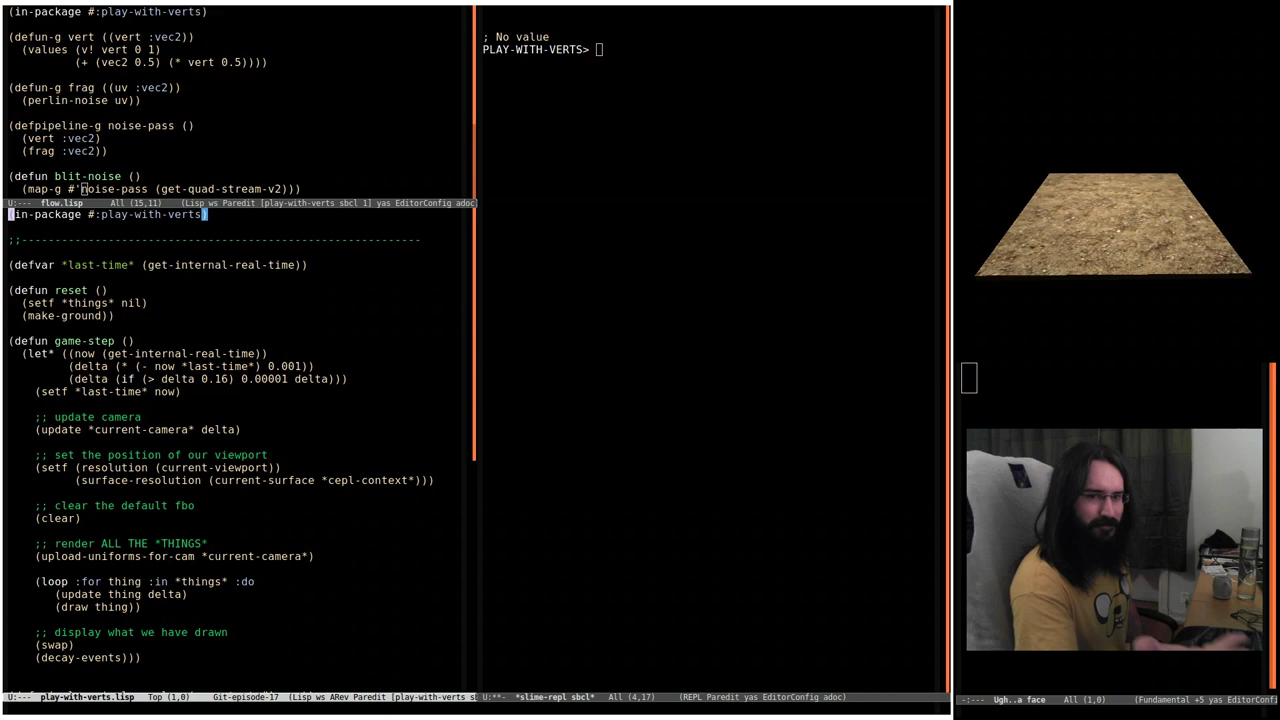 (in-package #:play-with-verts)
(defun-g vert ((vert :vec2))
(values (v! vert 0 1)
(+ (vec2 0.5) (* vert 0.5))))
(defun-g frag ((uv :vec2))
(perlin-noise uv))
(defpipeline-g noise-pass ()
(vert :vec2)
(frag :vec2))
(defun blit-noise ()
(map-g #'noise-pass (get-quad-stream-v2)))
U:--- flow.lisp All (15,11) (Lisp ws Paredit [play-with-verts sbcl 1] yas EditorConfig adoc
(in-package #:play-with-verts)
;;------------------------------------------------------------
(defvar *last-time* (get-internal-real-time))
(defun reset ()
(setf *things* nil)
(make-ground))
(defun game-step ()
(let* ((now (get-internal-real-time))
(delta (* (- now *last-time*) 0.001))
(delta (if (> delta 0.16) 0.00001 delta)))
(setf *last-time* now)
;; update camera
(update *current-camera* delta)
;; set the position of our viewport
(setf (resolution (current-viewport))
(surface-resolution (current-surface *cepl-context*)))
;; clear the default fbo
(clear)
;; render ALL THE *THINGS*
(upload-uniforms-for-cam *current-camera*)
(loop :for thing :in *things* :do
(update thing delta)
(draw thing))
;; display what we have drawn
(swap)
(decay-events)))
U:--- play-with-verts.lisp Top (1,0) Git-episode-17 (Lisp ws ARev Paredit [play-with-verts st
; No value
PLAY-WITH-VERTS>
U:**- *slime-repl sbcl* All (4,17) (REPL Paredit yas EditorConfig adoc)
-:--- Ugh..a face All (1,0) (Fundamental +5 yas EditorConf